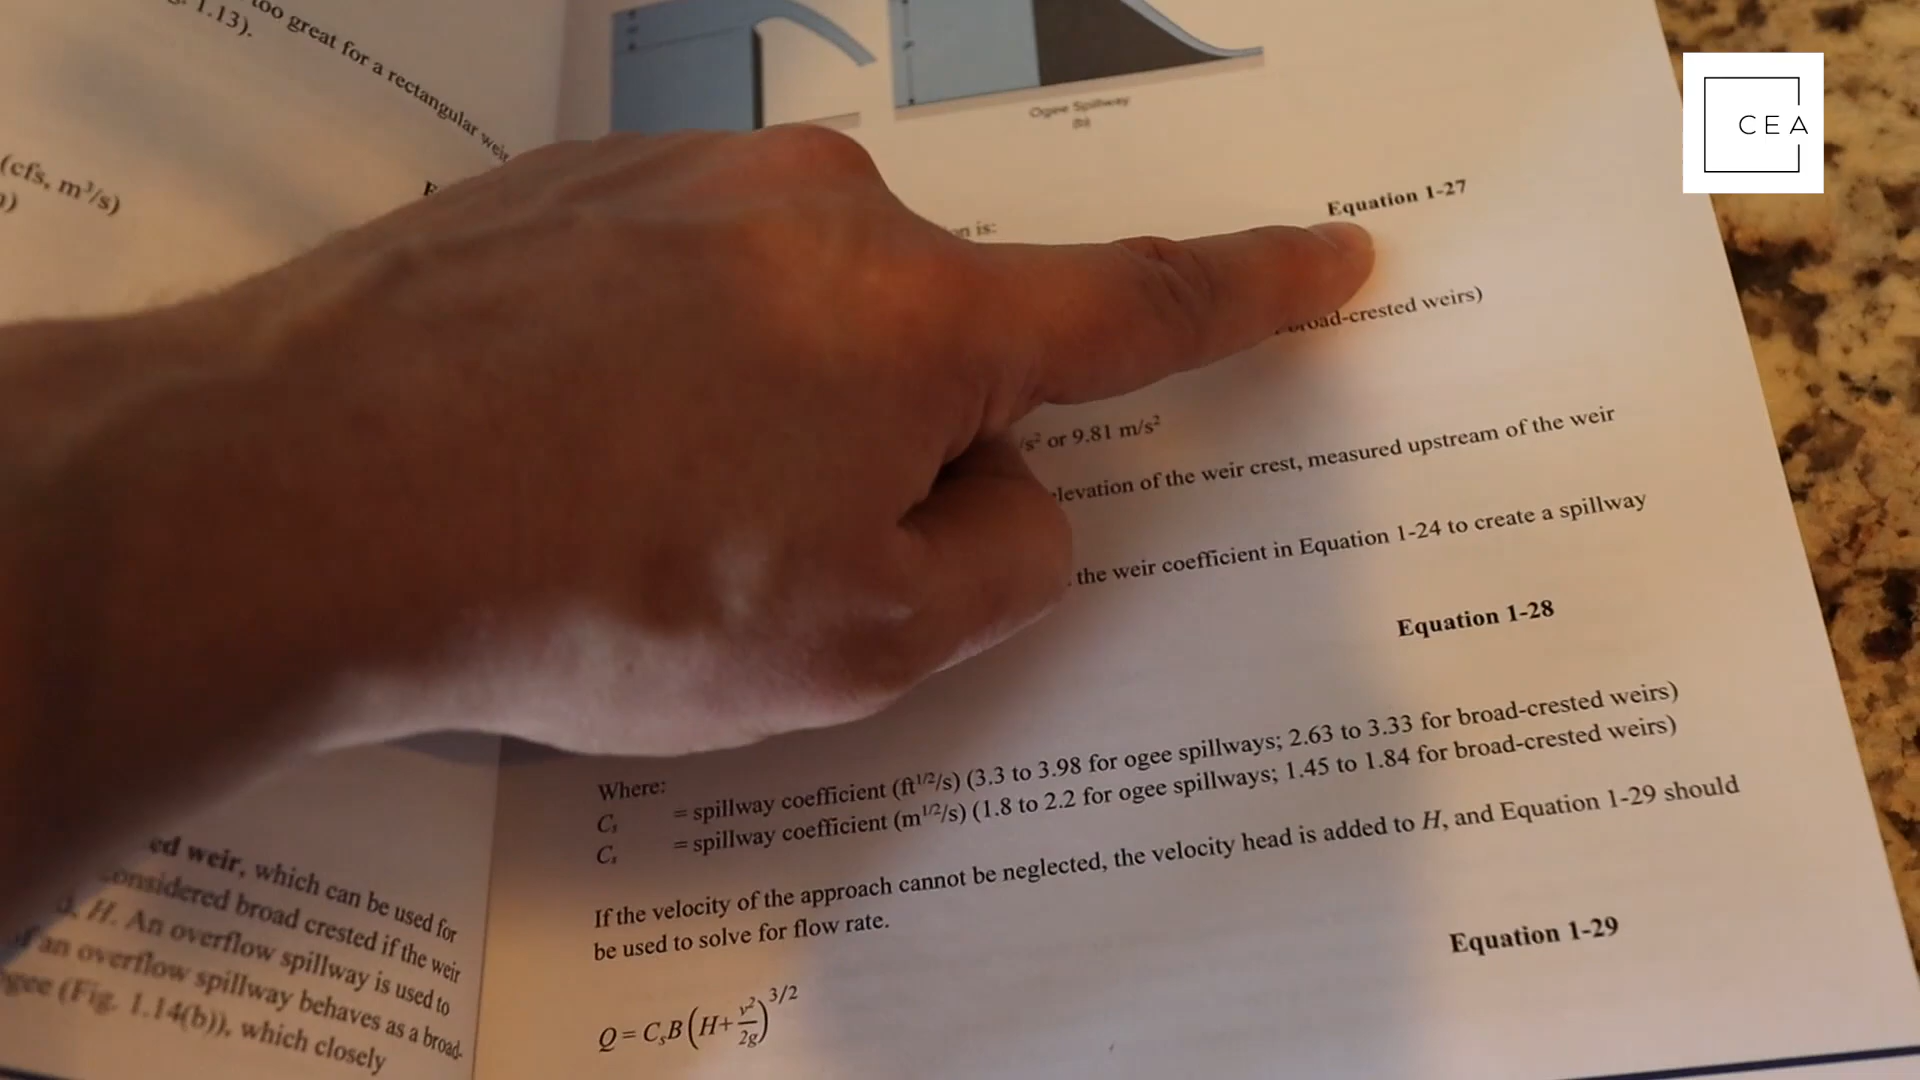 too great for a rectangular weir
1.13).
(cfs, m³/s)
ed weir, which can be used for
considered broad crested if the weir
H. An overflow spillway is used to
of an overflow spillway behaves as a broad-
ogee (Fig. 1.14(b)), which closely
Ogee Spillway
(b)
is:
Equation 1-27
broad-crested weirs)
/s² or 9.81 m/s²
elevation of the weir crest, measured upstream of the weir
the weir coefficient in Equation 1-24 to create a spillway
Equation 1-28
Where:
Cₛ = spillway coefficient (ft¹ᐟ²/s) (3.3 to 3.98 for ogee spillways; 2.63 to 3.33 for broad-crested weirs)
Cₛ = spillway coefficient (m¹ᐟ²/s) (1.8 to 2.2 for ogee spillways; 1.45 to 1.84 for broad-crested weirs)
If the velocity of the approach cannot be neglected, the velocity head is added to H, and Equation 1-29 should
be used to solve for flow rate.
Equation 1-29
Q = CₛB(H+v²/2g)^3/2
CEA